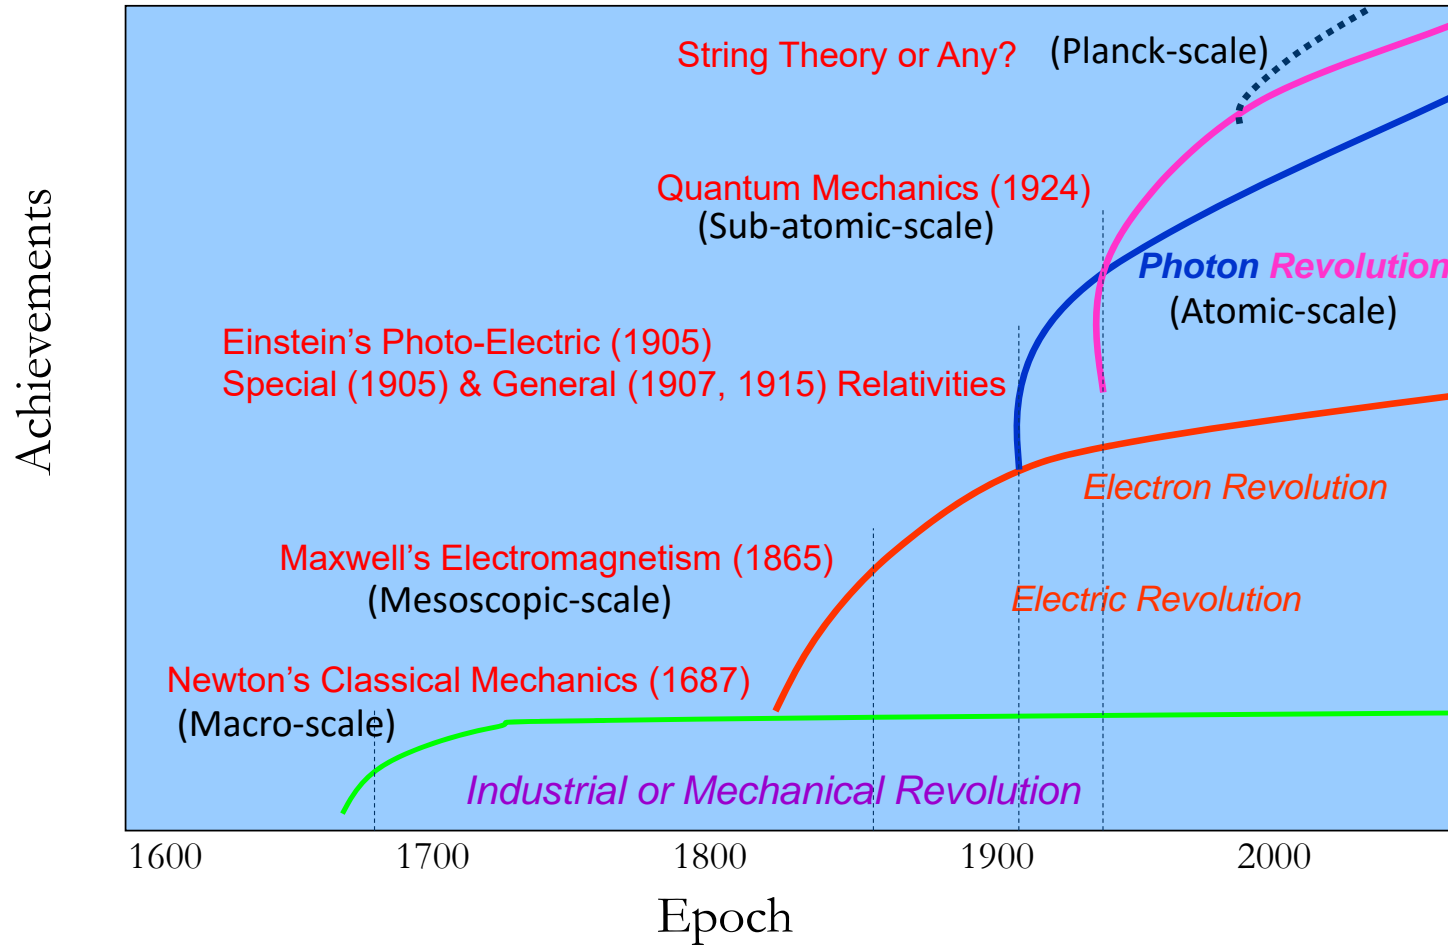 String Theory or Any? (Planck-scale)
Quantum Mechanics (1924)
(Sub-atomic-scale)
Photon Revolution
(Atomic-scale)
Einstein’s Photo-Electric (1905)
Special (1905) & General (1907, 1915) Relativities
Electron Revolution
Maxwell’s Electromagnetism (1865)
(Mesoscopic-scale)
Electric Revolution
Newton’s Classical Mechanics (1687)
(Macro-scale)
Industrial or Mechanical Revolution
Achievements
1600 1700 1800 1900 2000
Epoch